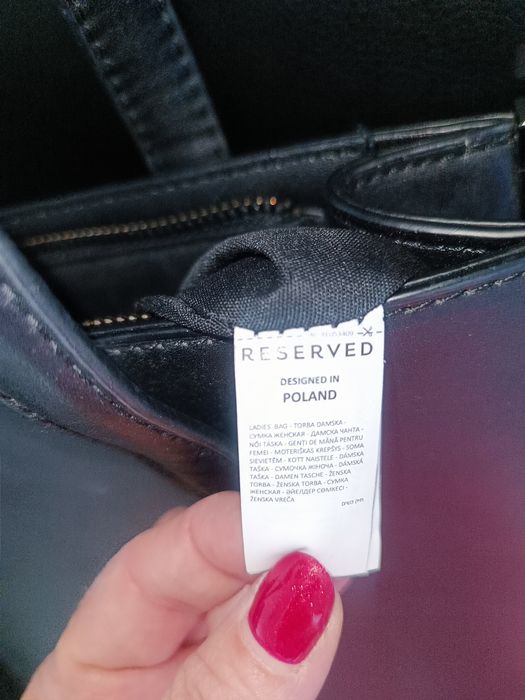 RESERVED
DESIGNED IN
POLAND
LADIES BAG - TORBA DAMSKA -
СУМКА ЖЕНСКАЯ - ДАМСКА ЧАНТА -
NŐI TÁSKA - GENȚI DE MÂNĂ PENTRU
FEMEI - MOTERIŠKAS KREPŠYS - SOMA
SIEVIETĒM - KOTT NAISTELE - DÁMSKA
TAŠKA - СУМОЧКА ЖІНОЧА - DÁMSKÁ
TAŠKA - DAMEN TASCHE - ŽENSKA
TORBA - ŽENSKA TORBA - СУМКА
ЖЕНСКАЯ - ӘЙЕЛДЕР СӨМКЕСІ -
ŽENSKA VREĆA